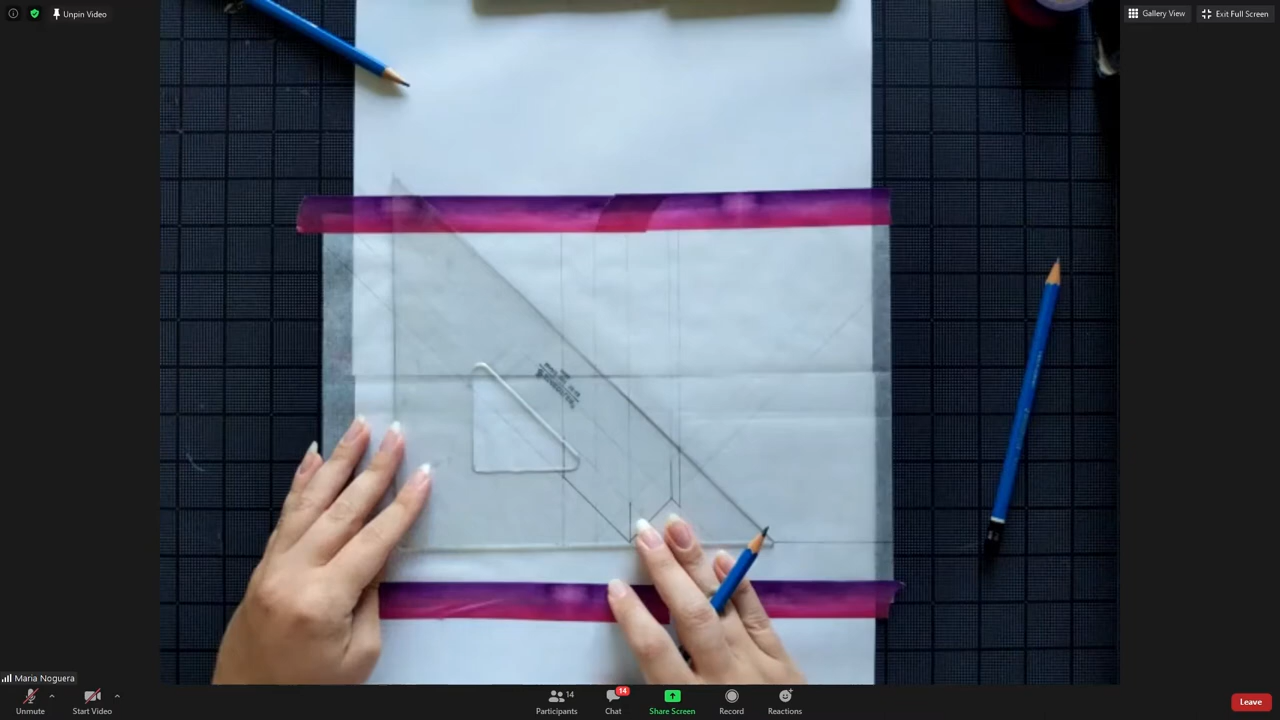 Unpin Video
Gallery View
Exit Full Screen
Maria Noguera
Unmute
Start Video
Participants
14
Chat
14
Share Screen
Record
Reactions
Leave